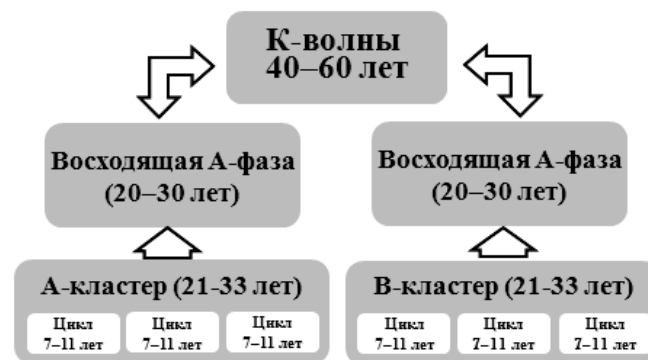 К-волны
40–60 лет
Восходящая А-фаза
(20–30 лет)
Восходящая А-фаза
(20–30 лет)
А-кластер (21-33 лет)
Цикл
7–11 лет
Цикл
7–11 лет
Цикл
7–11 лет
В-кластер (21-33 лет)
Цикл
7–11 лет
Цикл
7–11 лет
Цикл
7–11 лет